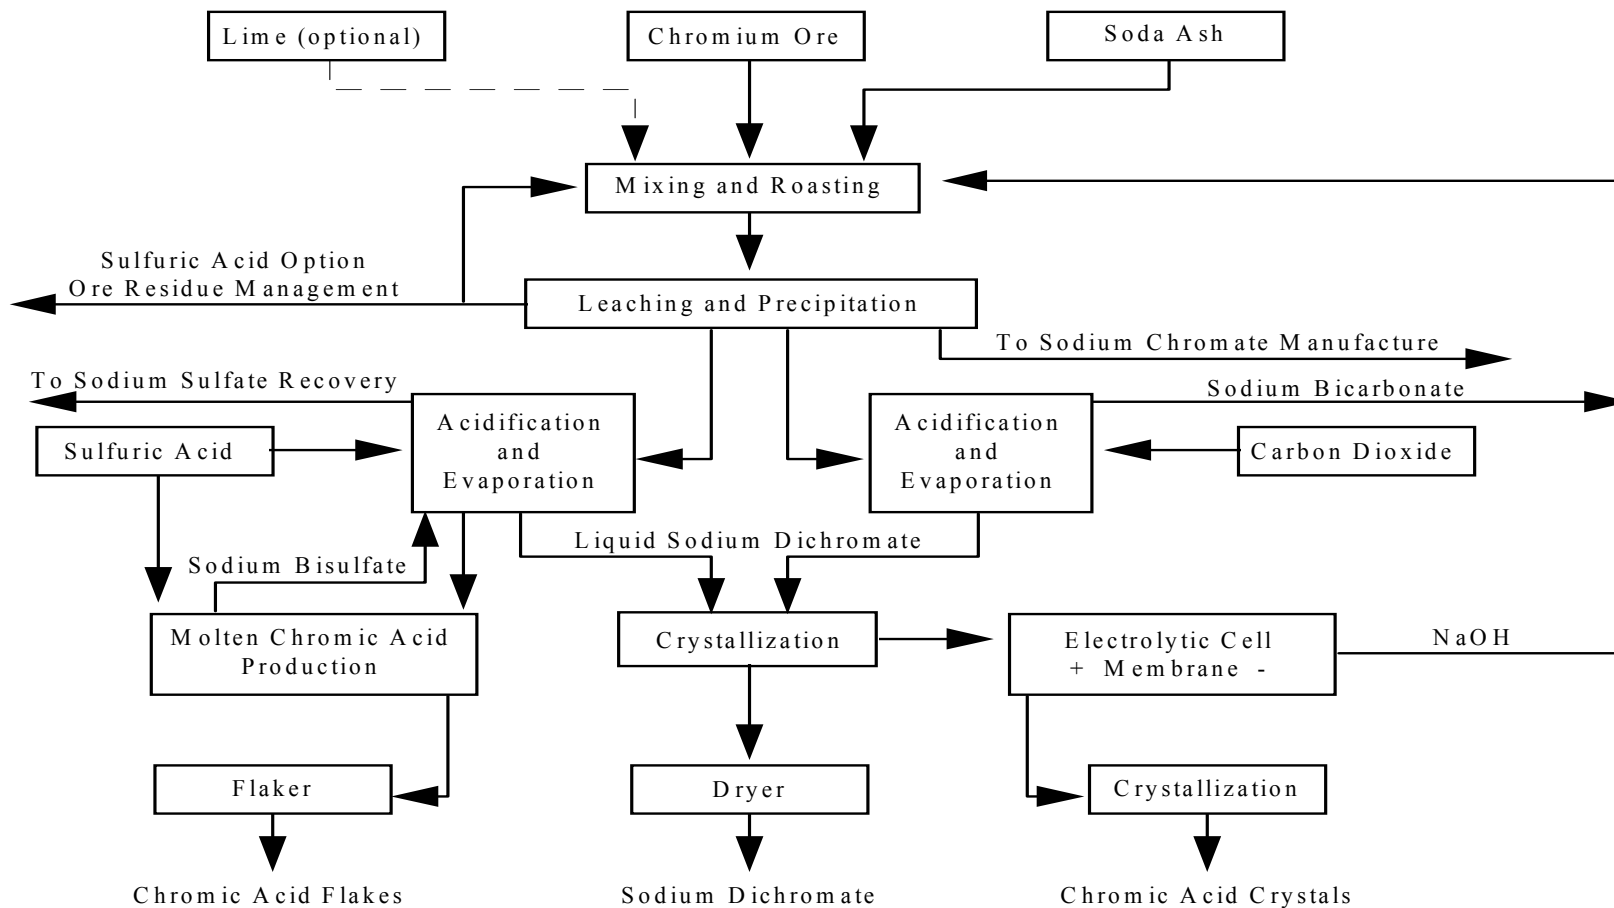 Lime (optional)
Chromium Ore
Soda Ash
Mixing and Roasting
Sulfuric Acid Option
Ore Residue Management
Leaching and Precipitation
To Sodium Chromate Manufacture
To Sodium Sulfate Recovery
Sodium Bicarbonate
Sulfuric Acid
Acidification
and
Evaporation
Acidification
and
Evaporation
Carbon Dioxide
Liquid Sodium Dichromate
Sodium Bisulfate
Molten Chromic Acid
Production
Crystallization
Electrolytic Cell
+ Membrane -
NaOH
Flaker
Dryer
Crystallization
Chromic Acid Flakes
Sodium Dichromate
Chromic Acid Crystals